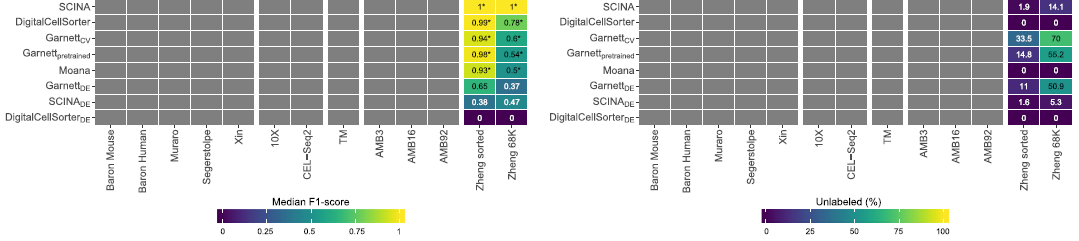 SCINA 1* 1*
DigitalCellSorter 0.99* 0.78*
GarnettCV 0.94* 0.6*
Garnettpretrained 0.98* 0.54*
Moana 0.93* 0.5*
GarnettDE 0.65 0.37
SCINADE 0.38 0.47
DigitalCellSorterDE 0 0
Baron Mouse
Baron Human
Muraro
Segerstolpe
Xin
10X
CEL−Seq2
TM
AMB3
AMB16
AMB92
Zheng sorted
Zheng 68K
Median F1-score
0 0.25 0.5 0.75 1
SCINA 1.9 14.1
DigitalCellSorter 0 0
GarnettCV 33.5 70
Garnettpretrained 14.8 55.2
Moana 0 0
GarnettDE 11 50.9
SCINADE 1.6 5.3
DigitalCellSorterDE 0 0
Baron Mouse
Baron Human
Muraro
Segerstolpe
Xin
10X
CEL−Seq2
TM
AMB3
AMB16
AMB92
Zheng sorted
Zheng 68K
Unlabeled (%)
0 25 50 75 100